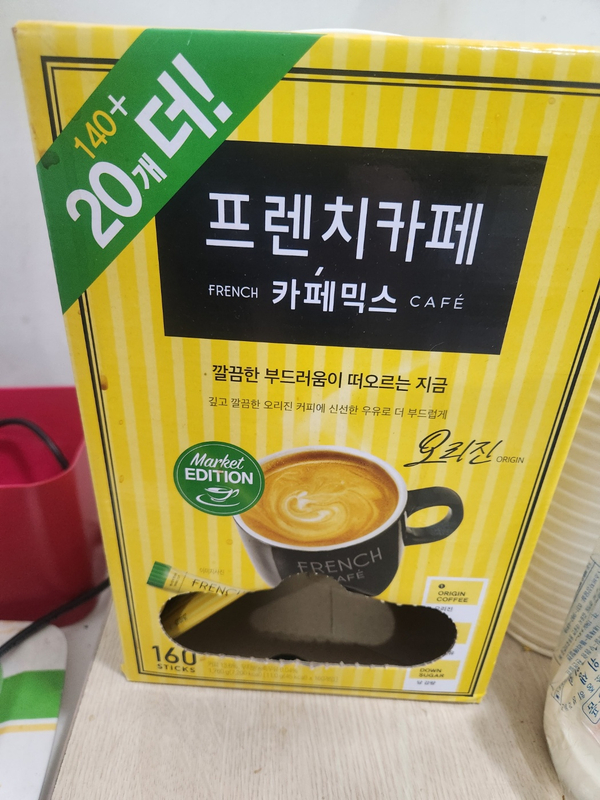 140+
20개 더!
프렌치카페
FRENCH 카페믹스 CAFÉ
깔끔한 부드러움이 떠오르는 지금
깊고 깔끔한 오리진 커피에 신선한 우유로 더 부드럽게
오리진 ORIGIN
Market
EDITION
FRENCH
CAFÉ
FRENCH
ORIGIN
COFFEE
160
STICKS
DOWN
SUGAR